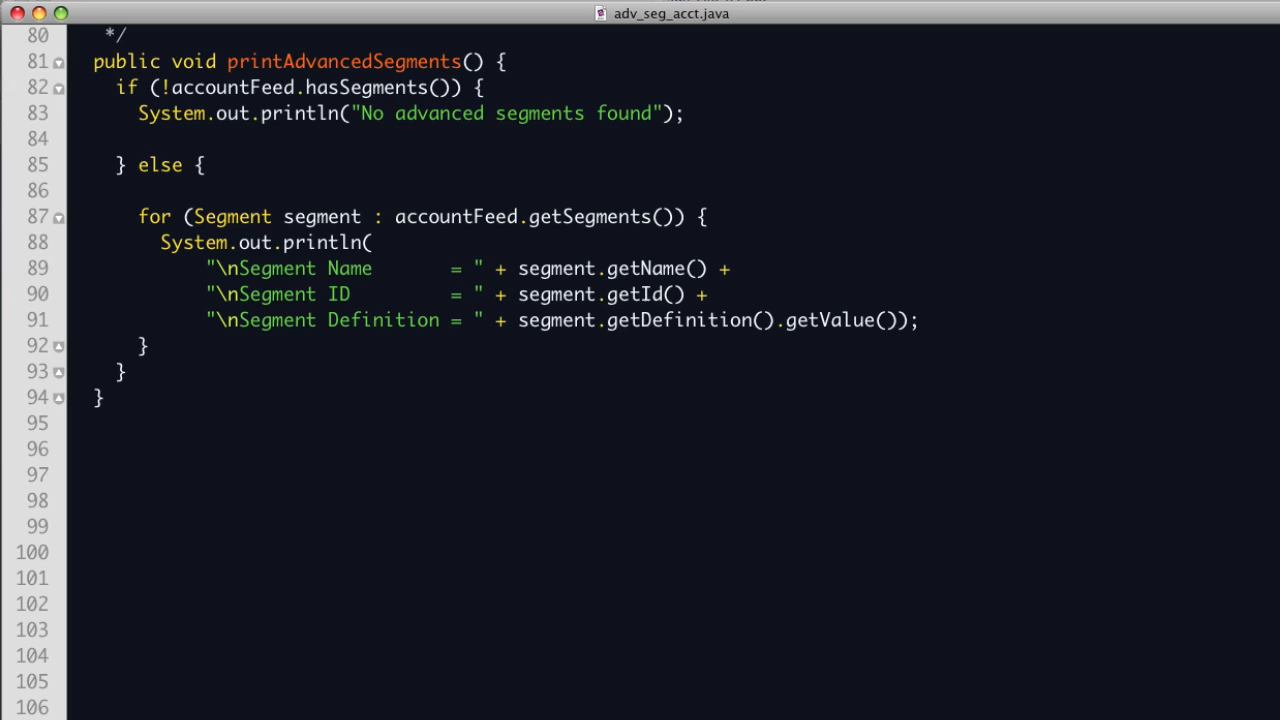 adv_seg_acct.java
80 */
81 public void printAdvancedSegments() {
82 if (!accountFeed.hasSegments()) {
83 System.out.println("No advanced segments found");
84
85 } else {
86
87 for (Segment segment : accountFeed.getSegments()) {
88 System.out.println(
89 "\nSegment Name       = " + segment.getName() +
90 "\nSegment ID         = " + segment.getId() +
91 "\nSegment Definition = " + segment.getDefinition().getValue());
92 }
93 }
94 }
95
96
97
98
99
100
101
102
103
104
105
106